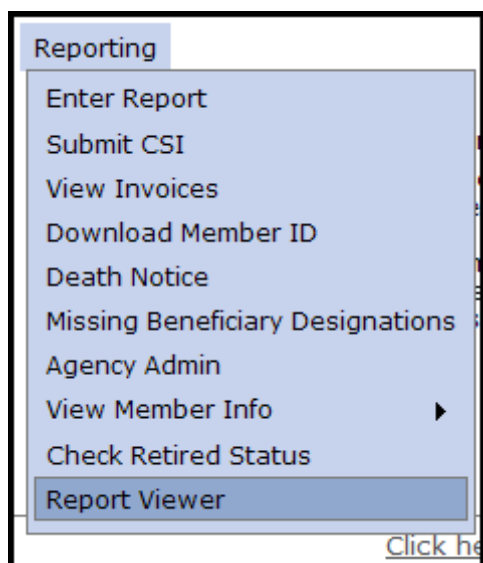 Reporting
Enter Report
Submit CSI
View Invoices
Download Member ID
Death Notice
Missing Beneficiary Designations
Agency Admin
View Member Info
Check Retired Status
Report Viewer
Click